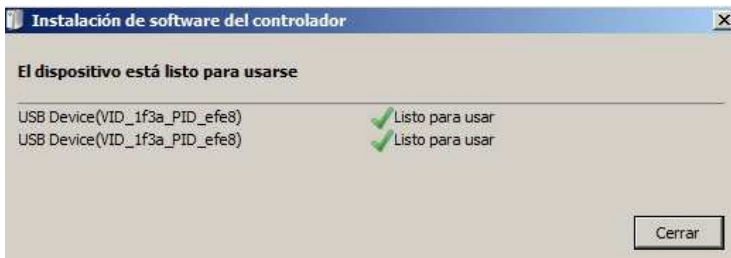 Instalación de software del controlador
El dispositivo está listo para usarse
USB Device(VID_1f3a_PID_efe8) Listo para usar
USB Device(VID_1f3a_PID_efe8) Listo para usar
Cerrar